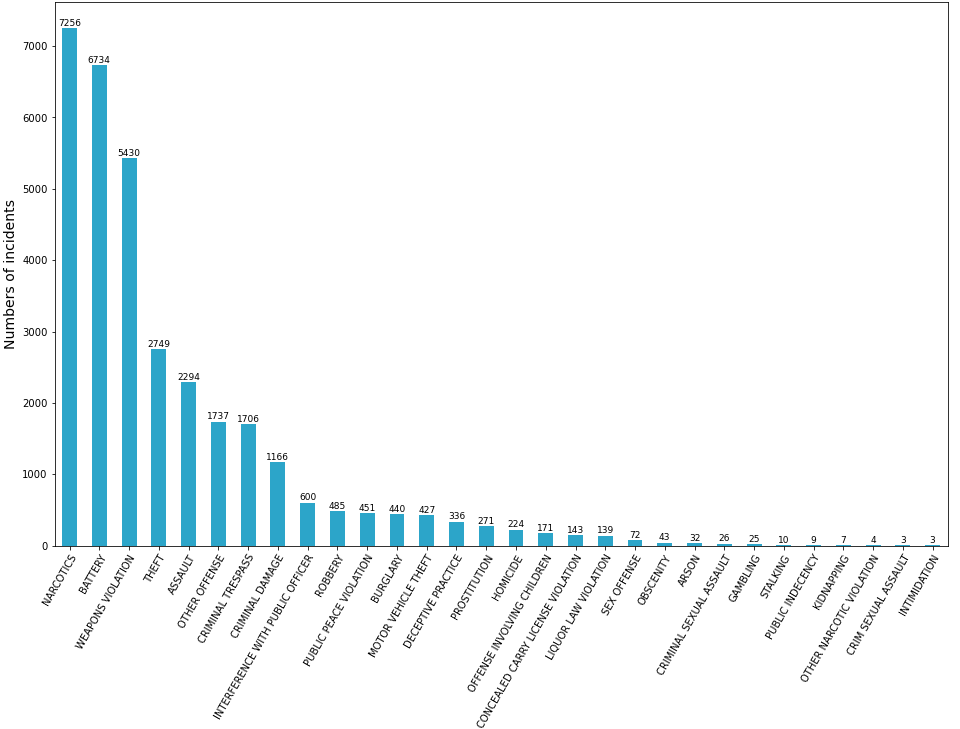 Numbers of incidents
7000
6000
5000
4000
3000
2000
1000
0
7256
6734
5430
2749
2294
1737
1706
1166
600
485
451
440
427
336
271
224
171
143
139
72
43
32
26
25
10
9
7
4
3
3
NARCOTICS
BATTERY
WEAPONS VIOLATION
THEFT
ASSAULT
OTHER OFFENSE
CRIMINAL TRESPASS
CRIMINAL DAMAGE
INTERFERENCE WITH PUBLIC OFFICER
ROBBERY
PUBLIC PEACE VIOLATION
BURGLARY
MOTOR VEHICLE THEFT
DECEPTIVE PRACTICE
PROSTITUTION
HOMICIDE
OFFENSE INVOLVING CHILDREN
CONCEALED CARRY LICENSE VIOLATION
LIQUOR LAW VIOLATION
SEX OFFENSE
OBSCENITY
ARSON
CRIMINAL SEXUAL ASSAULT
GAMBLING
STALKING
PUBLIC INDECENCY
KIDNAPPING
OTHER NARCOTIC VIOLATION
CRIM SEXUAL ASSAULT
INTIMIDATION